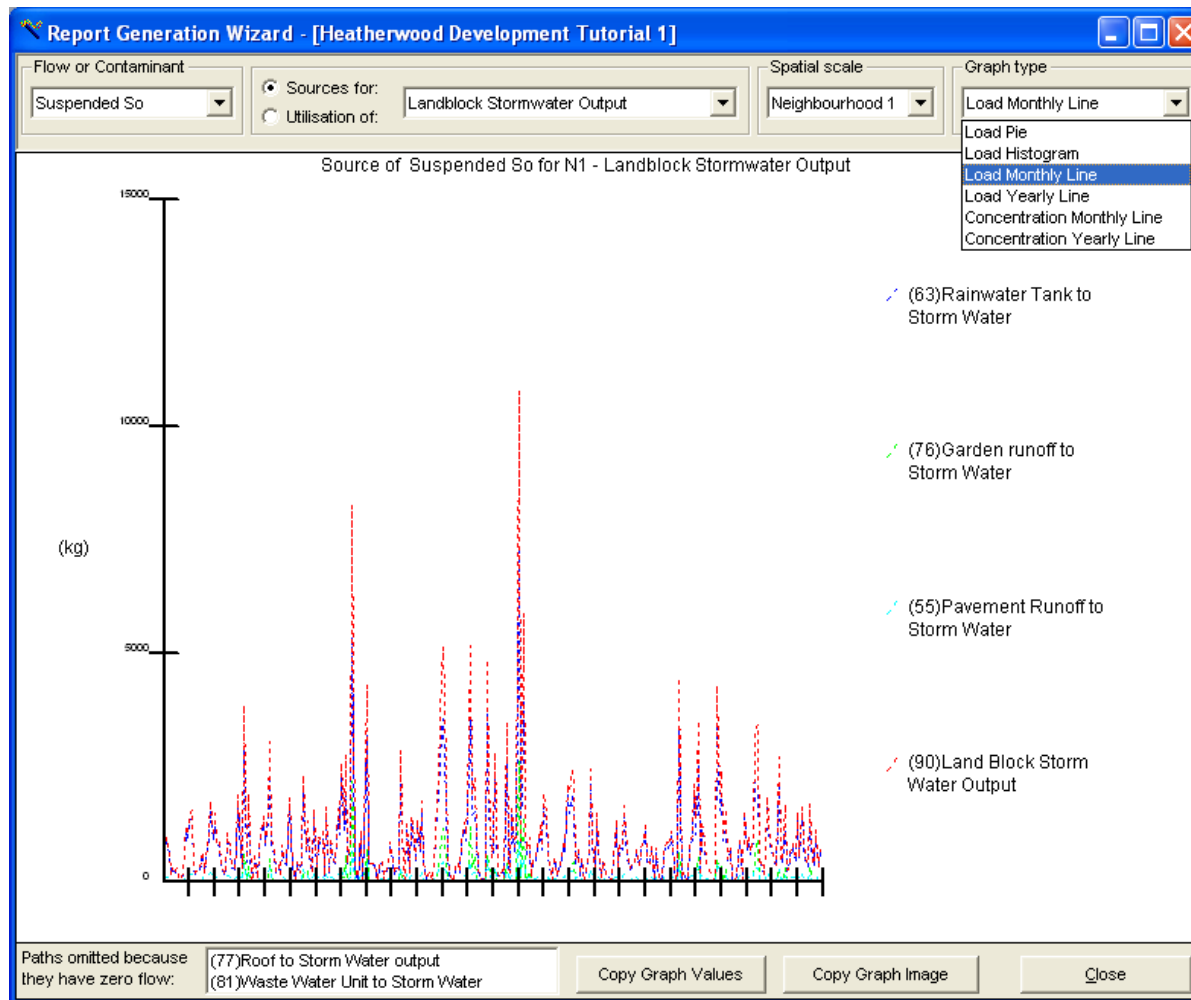 Report Generation Wizard - [Heatherwood Development Tutorial 1]
Flow or Contaminant
Suspended So
Sources for:
Utilisation of:
Landblock Stormwater Output
Spatial scale
Neighbourhood 1
Graph type
Load Monthly Line
Load Pie
Load Histogram
Load Monthly Line
Load Yearly Line
Concentration Monthly Line
Concentration Yearly Line
Source of Suspended So for N1 - Landblock Stormwater Output
15000
10000
(kg)
5000
0
(63)Rainwater Tank to
Storm Water
(76)Garden runoff to
Storm Water
(55)Pavement Runoff to
Storm Water
(90)Land Block Storm
Water Output
Paths omitted because
they have zero flow:
(77)Roof to Storm Water output
(81)Waste Water Unit to Storm Water
Copy Graph Values
Copy Graph Image
Close